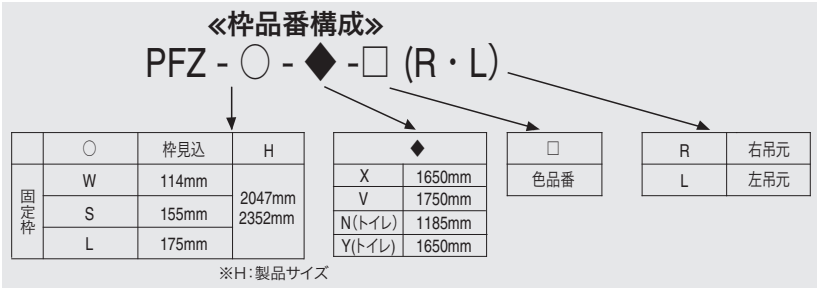 ≪枠品番構成≫
PFZ - ○ - ◆ -□ (R・L)
○ 枠見込 H
固定枠
W 114mm
S 155mm
L 175mm
2047mm
2352mm
※H：製品サイズ
◆
X 1650mm
V 1750mm
N(トイレ) 1185mm
Y(トイレ) 1650mm
□
色品番
R 右吊元
L 左吊元